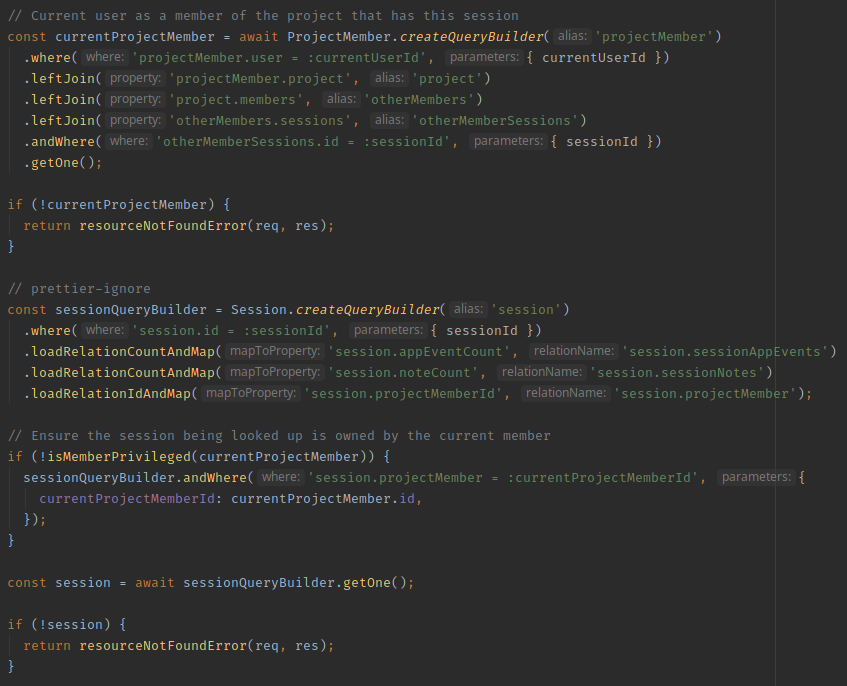 // Current user as a member of the project that has this session
const currentProjectMember = await ProjectMember.createQueryBuilder( alias: 'projectMember')
  .where( where: 'projectMember.user = :currentUserId', parameters: { currentUserId })
  .leftJoin( property: 'projectMember.project', alias: 'project')
  .leftJoin( property: 'project.members', alias: 'otherMembers')
  .leftJoin( property: 'otherMembers.sessions', alias: 'otherMemberSessions')
  .andWhere( where: 'otherMemberSessions.id = :sessionId', parameters: { sessionId })
  .getOne();

if (!currentProjectMember) {
  return resourceNotFoundError(req, res);
}

// prettier-ignore
const sessionQueryBuilder = Session.createQueryBuilder( alias: 'session')
  .where( where: 'session.id = :sessionId', parameters: { sessionId })
  .loadRelationCountAndMap( mapToProperty: 'session.appEventCount', relationName: 'session.sessionAppEvents')
  .loadRelationCountAndMap( mapToProperty: 'session.noteCount', relationName: 'session.sessionNotes')
  .loadRelationIdAndMap( mapToProperty: 'session.projectMemberId', relationName: 'session.projectMember');

// Ensure the session being looked up is owned by the current member
if (!isMemberPrivileged(currentProjectMember)) {
  sessionQueryBuilder.andWhere( where: 'session.projectMember = :currentProjectMemberId', parameters: {
    currentProjectMemberId: currentProjectMember.id,
  });
}

const session = await sessionQueryBuilder.getOne();

if (!session) {
  return resourceNotFoundError(req, res);
}